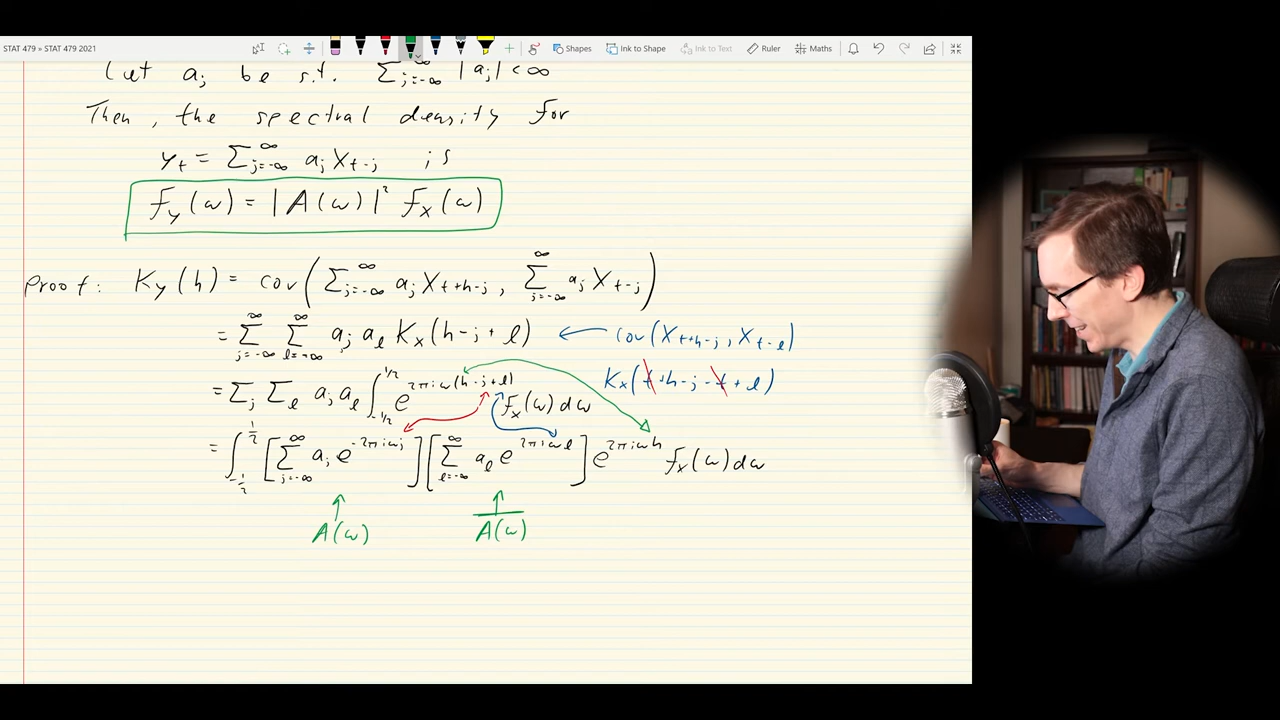 STAT 479 » STAT 479 2021
Shapes Ink to Shape Ink to Text Ruler Maths
Let a_j be s.t. Σ_{j=-∞}^∞ |a_j| < ∞
Then, the spectral density for
y_t = Σ_{j=-∞}^∞ a_j X_{t-j} is
f_y(ω) = |A(ω)|² f_x(ω)
Proof: K_y(h) = cov(Σ_{j=-∞}^∞ a_j X_{t+h-j}, Σ_{j=-∞}^∞ a_j X_{t-j})
= Σ_{j=-∞}^∞ Σ_{l=-∞}^∞ a_j a_l K_x(h-j+l) ← cov(X_{t+h-j}, X_{t-l})
K_x(t+h-j-t+l)
= Σ_j Σ_l a_j a_l ∫_{-1/2}^{1/2} e^{2πiω(h-j+l)} f_x(ω) dω
= ∫_{-1/2}^{1/2} [Σ_{j=-∞}^∞ a_j e^{-2πiωj}] [Σ_{l=-∞}^∞ a_l e^{2πiωl}] e^{2πiωh} f_x(ω) dω
A(ω) A̅(̅ω̅)̅